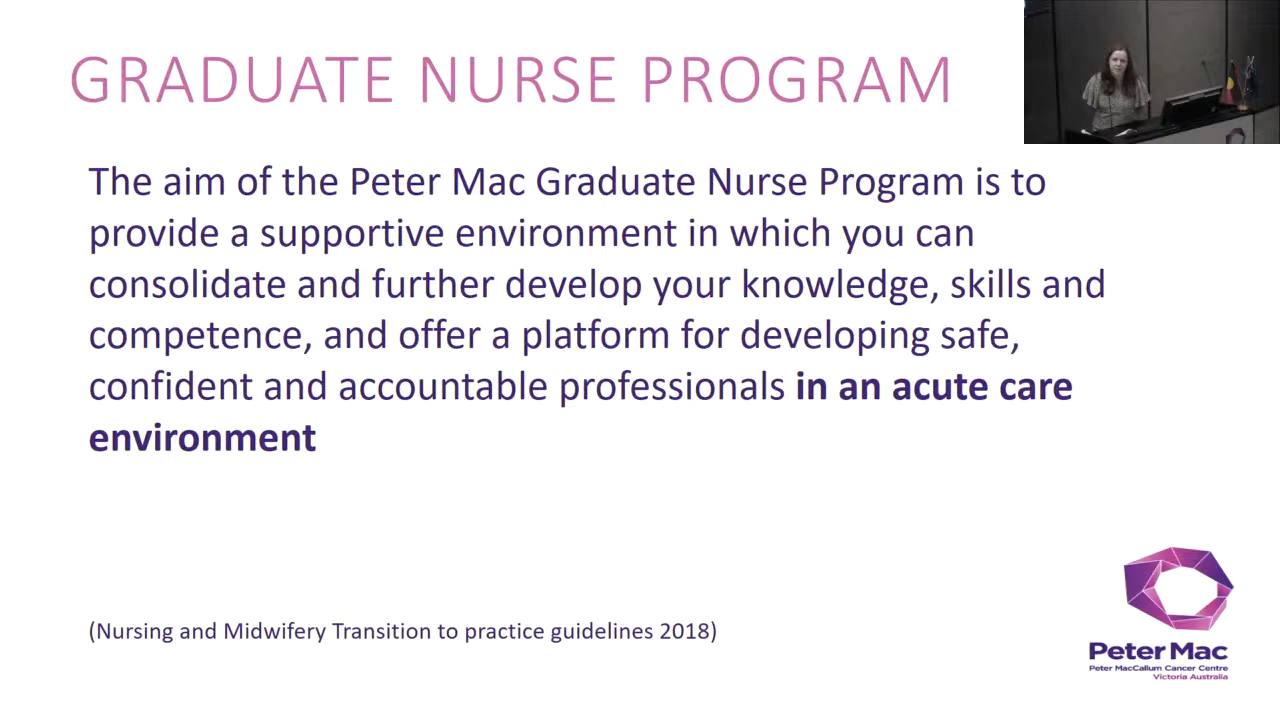 GRADUATE NURSE PROGRAM
The aim of the Peter Mac Graduate Nurse Program is to
provide a supportive environment in which you can
consolidate and further develop your knowledge, skills and
competence, and offer a platform for developing safe,
confident and accountable professionals in an acute care
environment
(Nursing and Midwifery Transition to practice guidelines 2018)
Peter Mac
Peter MacCallum Cancer Centre
Victoria Australia